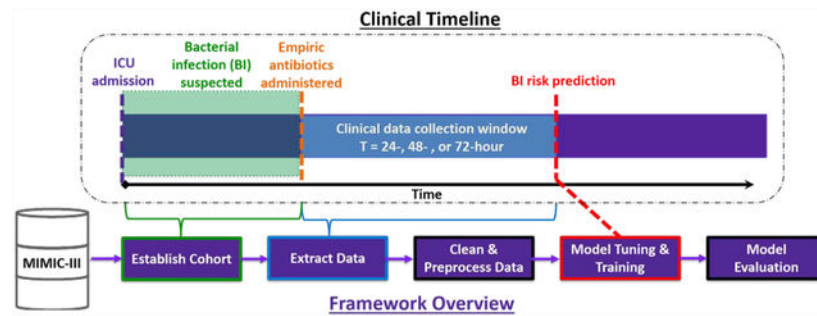 Clinical Timeline
ICU
admission
Bacterial
infection (BI)
suspected
Empiric
antibiotics
administered
BI risk prediction
Clinical data collection window
T = 24-, 48- , or 72-hour
Time
MIMIC-III
Establish Cohort
Extract Data
Clean &
Preprocess Data
Model Tuning &
Training
Model
Evaluation
Framework Overview